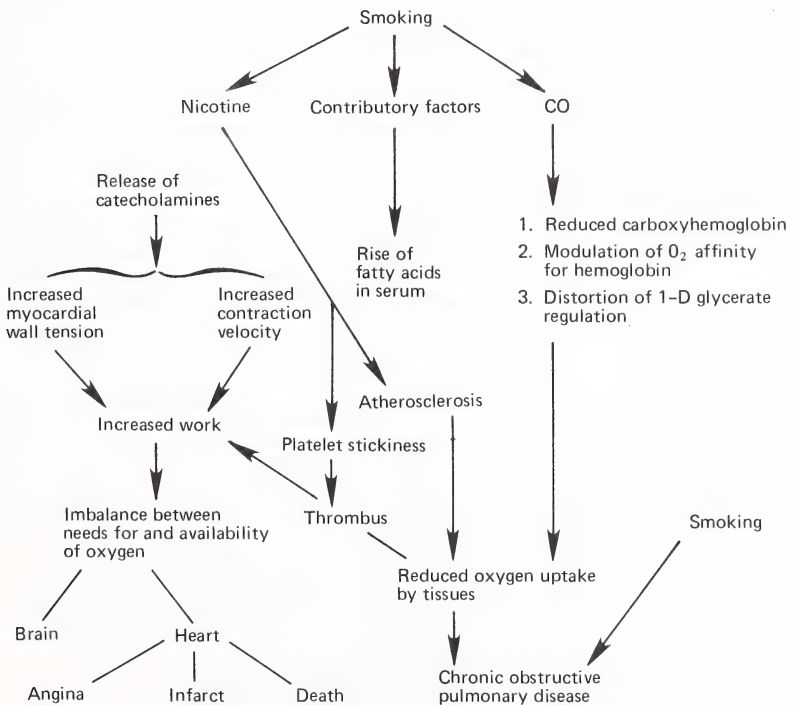 Smoking
Nicotine
Contributory factors
CO
Release of
catecholamines
1. Reduced carboxyhemoglobin
2. Modulation of O₂ affinity
for hemoglobin
3. Distortion of 1-D glycerate
regulation
Rise of
fatty acids
in serum
Increased
myocardial
wall tension
Increased
contraction
velocity
Atherosclerosis
Increased work
Platelet stickiness
Imbalance between
needs for and availability
of oxygen
Thrombus
Smoking
Reduced oxygen uptake
by tissues
Brain
Heart
Angina
Infarct
Death
Chronic obstructive
pulmonary disease